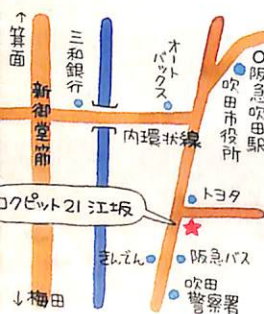 ↑箕面
三和銀行
オートバックス
阪急吹田駅
吹田市役所
新御堂筋
内環状線
トヨタ
コクピット21江坂
きんでん
阪急バス
吹田警察署
↓梅田